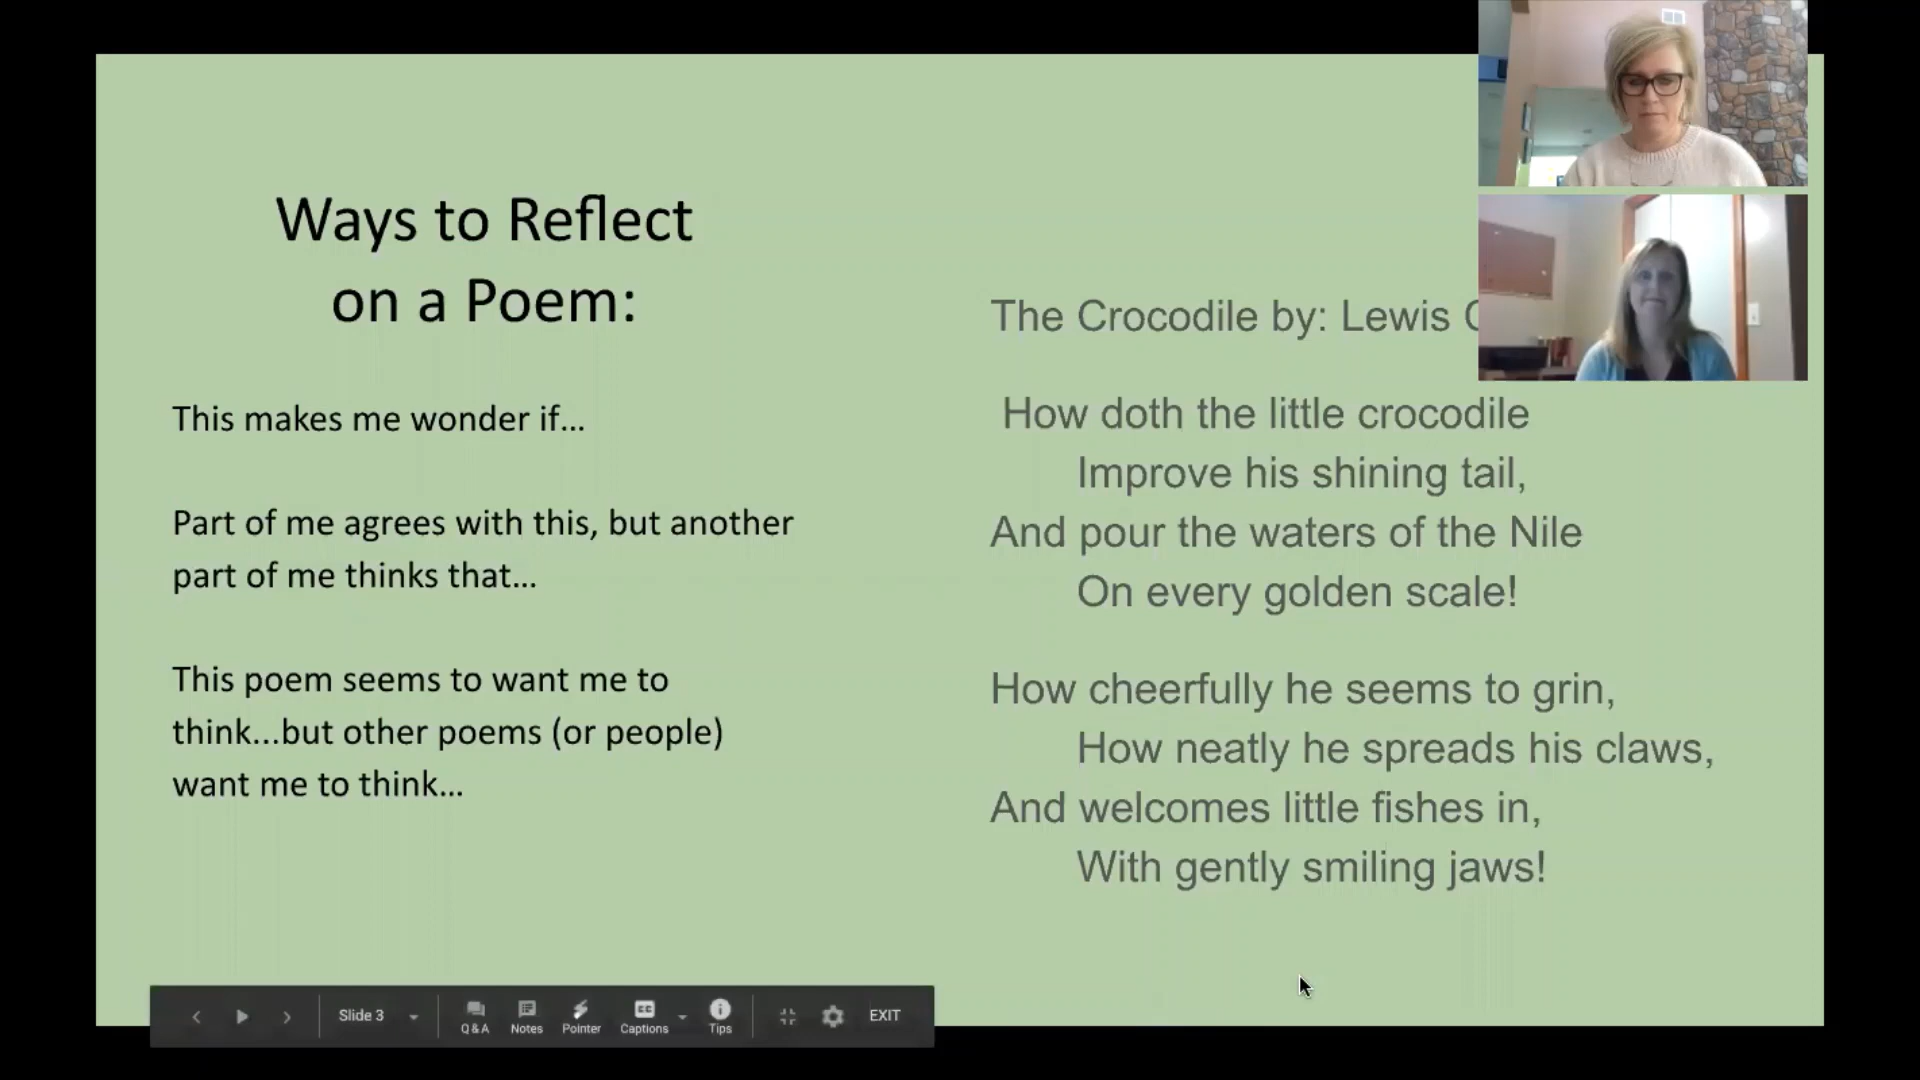 Ways to Reflect
on a Poem:
This makes me wonder if...
Part of me agrees with this, but another
part of me thinks that...
This poem seems to want me to
think...but other poems (or people)
want me to think...
The Crocodile by: Lewis
How doth the little crocodile
Improve his shining tail,
And pour the waters of the Nile
On every golden scale!
How cheerfully he seems to grin,
How neatly he spreads his claws,
And welcomes little fishes in,
With gently smiling jaws!
Slide 3
Q&A
Notes
Pointer
CC
Captions
Tips
EXIT